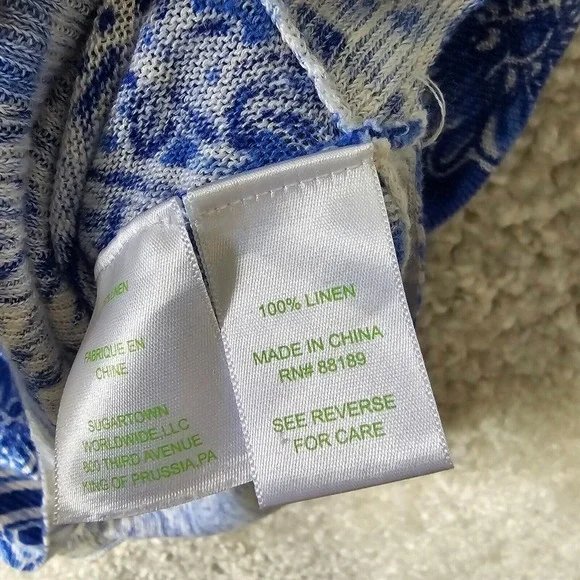 LINEN
FABRIQUE EN
CHINE
SUGARTOWN
WORLDWIDE,LLC
800 THIRD AVENUE
KING OF PRUSSIA,PA
100% LINEN
MADE IN CHINA
RN# 88189
SEE REVERSE
FOR CARE